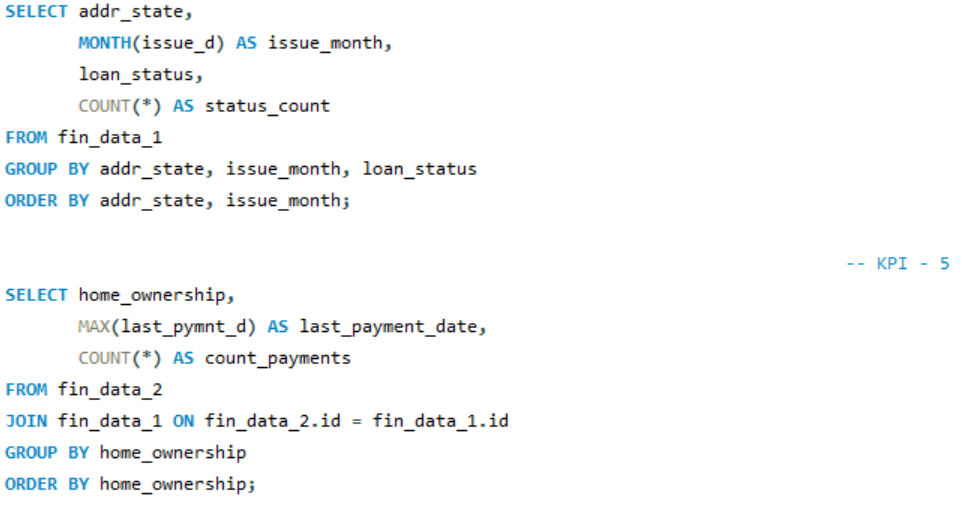 SELECT addr_state,
       MONTH(issue_d) AS issue_month,
       loan_status,
       COUNT(*) AS status_count
FROM fin_data_1
GROUP BY addr_state, issue_month, loan_status
ORDER BY addr_state, issue_month;
-- KPI - 5
SELECT home_ownership,
       MAX(last_pymnt_d) AS last_payment_date,
       COUNT(*) AS count_payments
FROM fin_data_2
JOIN fin_data_1 ON fin_data_2.id = fin_data_1.id
GROUP BY home_ownership
ORDER BY home_ownership;